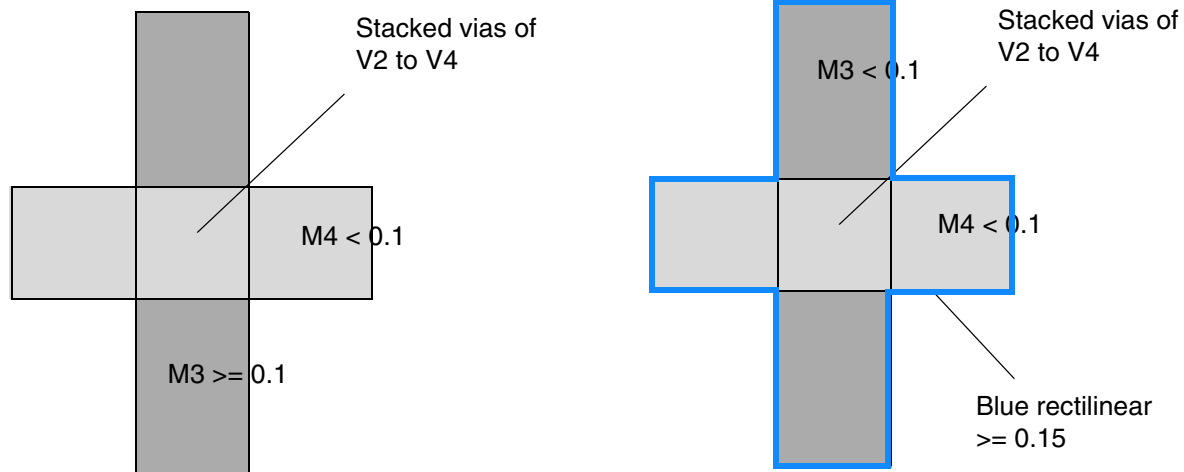 Stacked vias of
V2 to V4
M4 < 0.1
M3 >= 0.1
Stacked vias of
V2 to V4
M3 < 0.1
M4 < 0.1
Blue rectilinear
>= 0.15